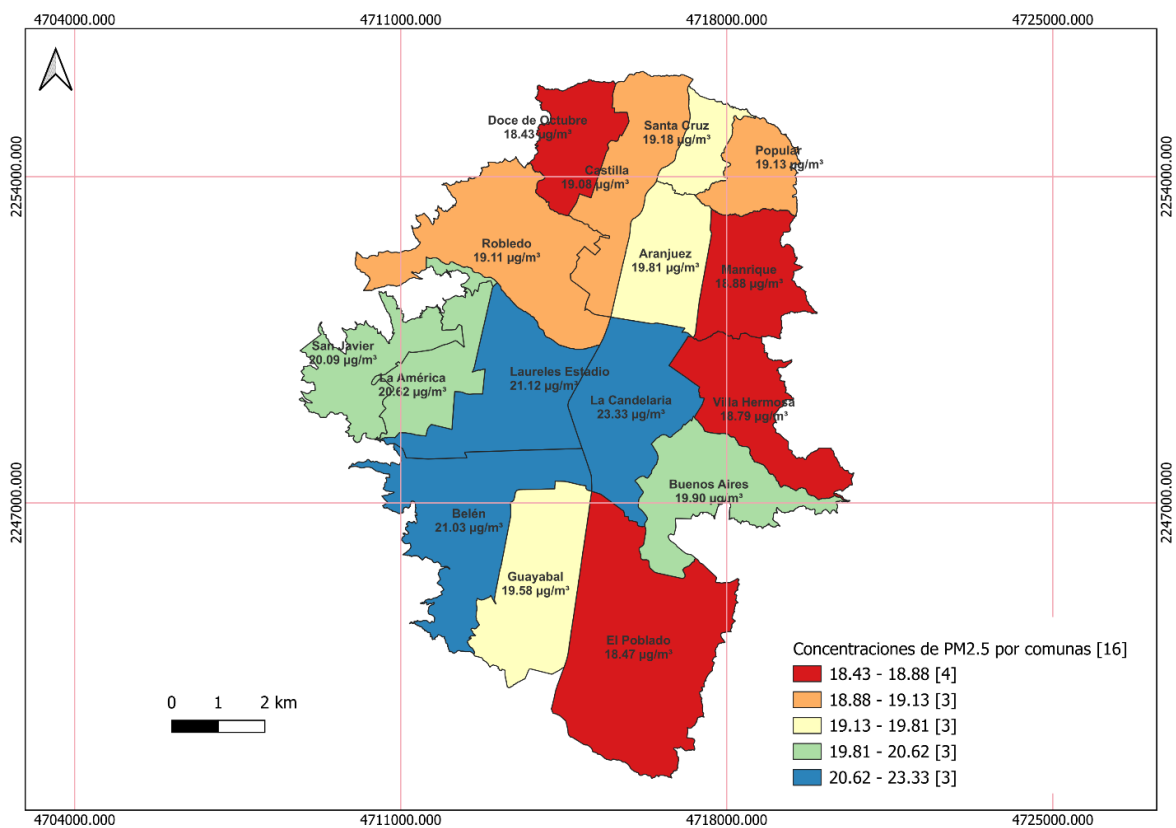 4704000.000
4711000.000
4718000.000
4725000.000
2254000.000
2254000.000
2247000.000
2247000.000
Doce de Octubre
18.43 µg/m³
Santa Cruz
19.18 µg/m³
Popular
19.13 µg/m³
Castilla
19.08 µg/m³
Robledo
19.11 µg/m³
Aranjuez
19.81 µg/m³
Manrique
18.88 µg/m³
San Javier
20.09 µg/m³
La América
20.62 µg/m³
Laureles Estadio
21.12 µg/m³
La Candelaria
23.33 µg/m³
Villa Hermosa
18.79 µg/m³
Buenos Aires
19.90 µg/m³
Belén
21.03 µg/m³
Guayabal
19.58 µg/m³
El Poblado
18.47 µg/m³
Concentraciones de PM2.5 por comunas [16]
18.43 - 18.88 [4]
18.88 - 19.13 [3]
19.13 - 19.81 [3]
19.81 - 20.62 [3]
20.62 - 23.33 [3]
0 1 2 km
4704000.000
4711000.000
4718000.000
4725000.000